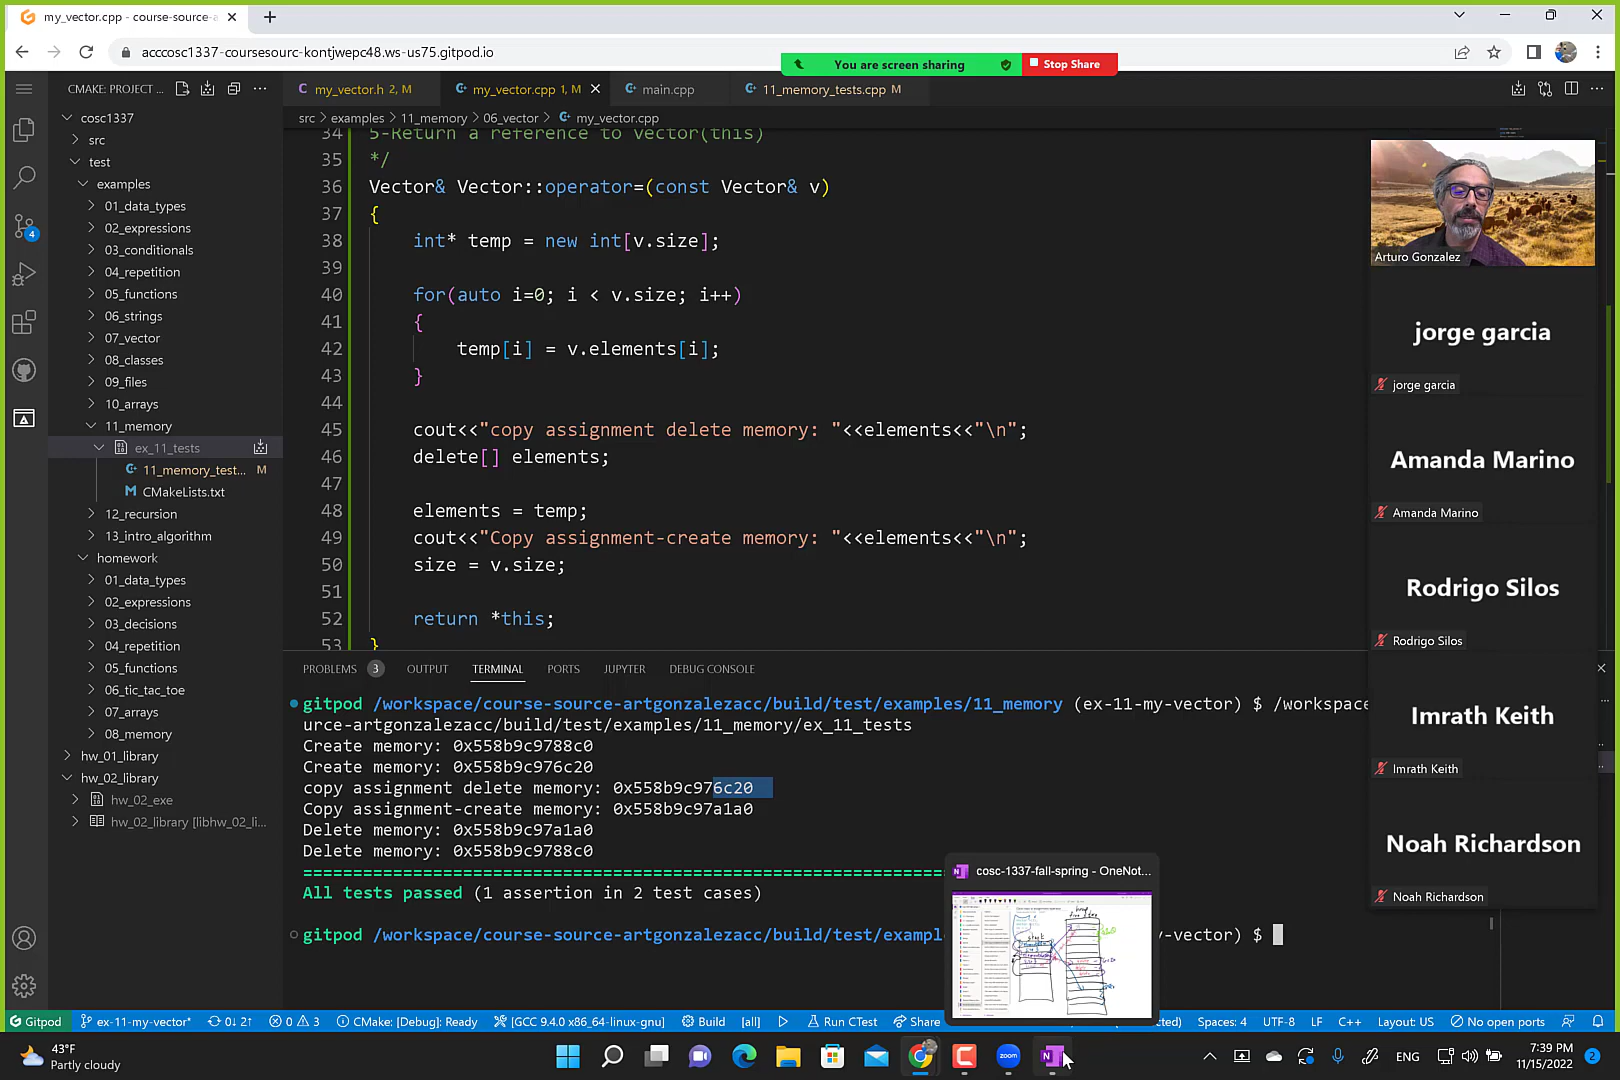 my_vector.cpp - course-source-a
acccosc1337-coursesourc-kontjwepc48.ws-us75.gitpod.io
You are screen sharing
Stop Share
CMAKE: PROJECT ...
my_vector.h 2, M
my_vector.cpp 1, M
main.cpp
11_memory_tests.cpp M
src > examples > 11_memory > 06_vector > my_vector.cpp
cosc1337
src
test
examples
01_data_types
02_expressions
03_conditionals
04_repetition
05_functions
06_strings
07_vector
08_classes
09_files
10_arrays
11_memory
ex_11_tests
11_memory_test... M
CMakeLists.txt
12_recursion
13_intro_algorithm
homework
01_data_types
02_expressions
03_decisions
04_repetition
05_functions
06_tic_tac_toe
07_arrays
08_memory
hw_01_library
hw_02_library
hw_02_exe
hw_02_library [libhw_02_li...
4
34 5-Return a reference to vector(this)
35 */
36 Vector& Vector::operator=(const Vector& v)
37 {
38 int* temp = new int[v.size];
39
40 for(auto i=0; i < v.size; i++)
41 {
42 temp[i] = v.elements[i];
43 }
44
45 cout<<"copy assignment delete memory: "<<elements<<"\n";
46 delete[] elements;
47
48 elements = temp;
49 cout<<"Copy assignment-create memory: "<<elements<<"\n";
50 size = v.size;
51
52 return *this;
53 }
PROBLEMS 3 OUTPUT TERMINAL PORTS JUPYTER DEBUG CONSOLE
gitpod /workspace/course-source-artgonzalezacc/build/test/examples/11_memory (ex-11-my-vector) $ /workspace
urce-artgonzalezacc/build/test/examples/11_memory/ex_11_tests
Create memory: 0x558b9c9788c0
Create memory: 0x558b9c976c20
copy assignment delete memory: 0x558b9c976c20
Copy assignment-create memory: 0x558b9c97a1a0
Delete memory: 0x558b9c97a1a0
Delete memory: 0x558b9c9788c0
===============================================
All tests passed (1 assertion in 2 test cases)
gitpod /workspace/course-source-artgonzalezacc/build/test/exampl
-vector) $
cosc-1337-fall-spring - OneNot...
Arturo Gonzalez
jorge garcia
jorge garcia
Amanda Marino
Amanda Marino
Rodrigo Silos
Rodrigo Silos
Imrath Keith
Imrath Keith
Noah Richardson
Noah Richardson
Gitpod ex-11-my-vector* 0↓ 2↑ 0 3 CMake: [Debug]: Ready [GCC 9.4.0 x86_64-linux-gnu] Build [all] Run CTest Share
Spaces: 4 UTF-8 LF C++ Layout: US No open ports
43°F
Partly cloudy
zoom
ENG
7:39 PM
11/15/2022
2